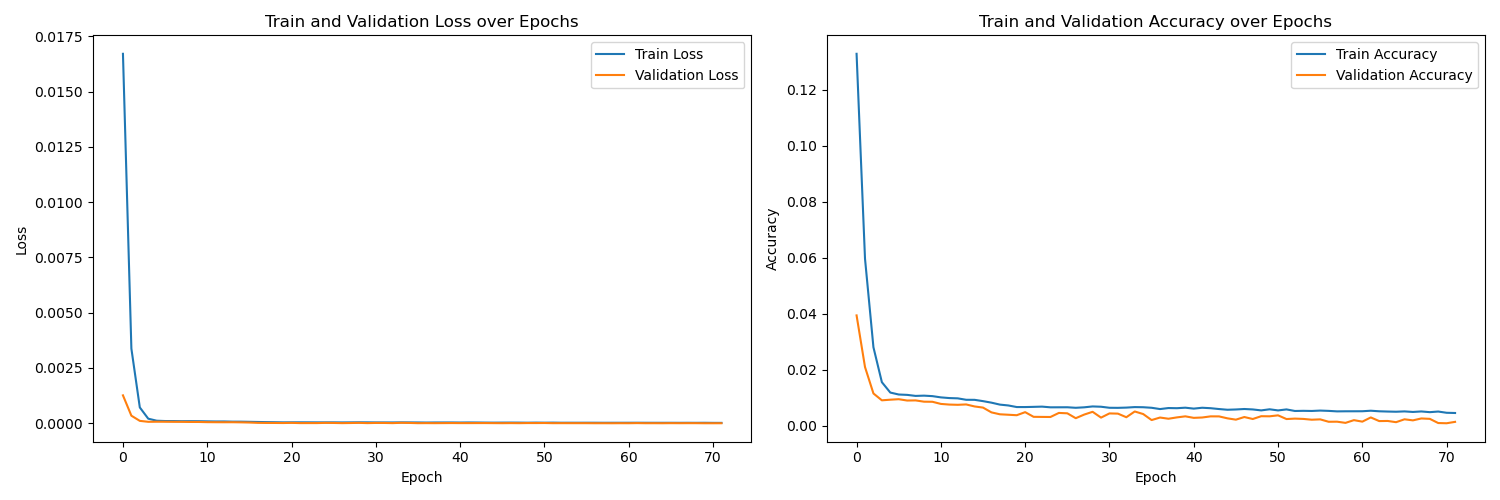 Train and Validation Loss over Epochs
0.0175
0.0150
0.0125
0.0100
0.0075
0.0050
0.0025
0.0000
Loss
0 10 20 30 40 50 60 70
Epoch
Train Loss
Validation Loss
Train and Validation Accuracy over Epochs
0.12
0.10
0.08
0.06
0.04
0.02
0.00
Accuracy
0 10 20 30 40 50 60 70
Epoch
Train Accuracy
Validation Accuracy